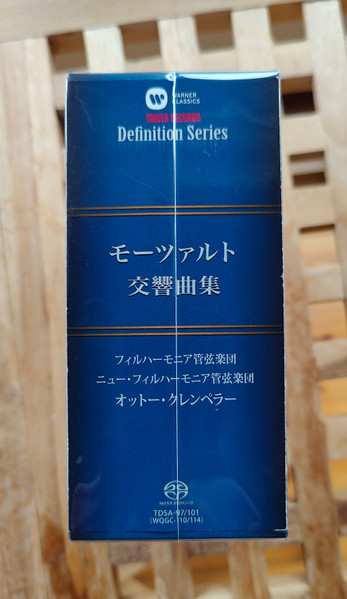 WARNER
CLASSICS
TOWER RECORDS
Definition Series
モーツァルト
交響曲集
フィルハーモニア管弦楽団
ニュー・フィルハーモニア管弦楽団
オットー・クレンペラー
TDSA-97/101
(WQGC-110/114)